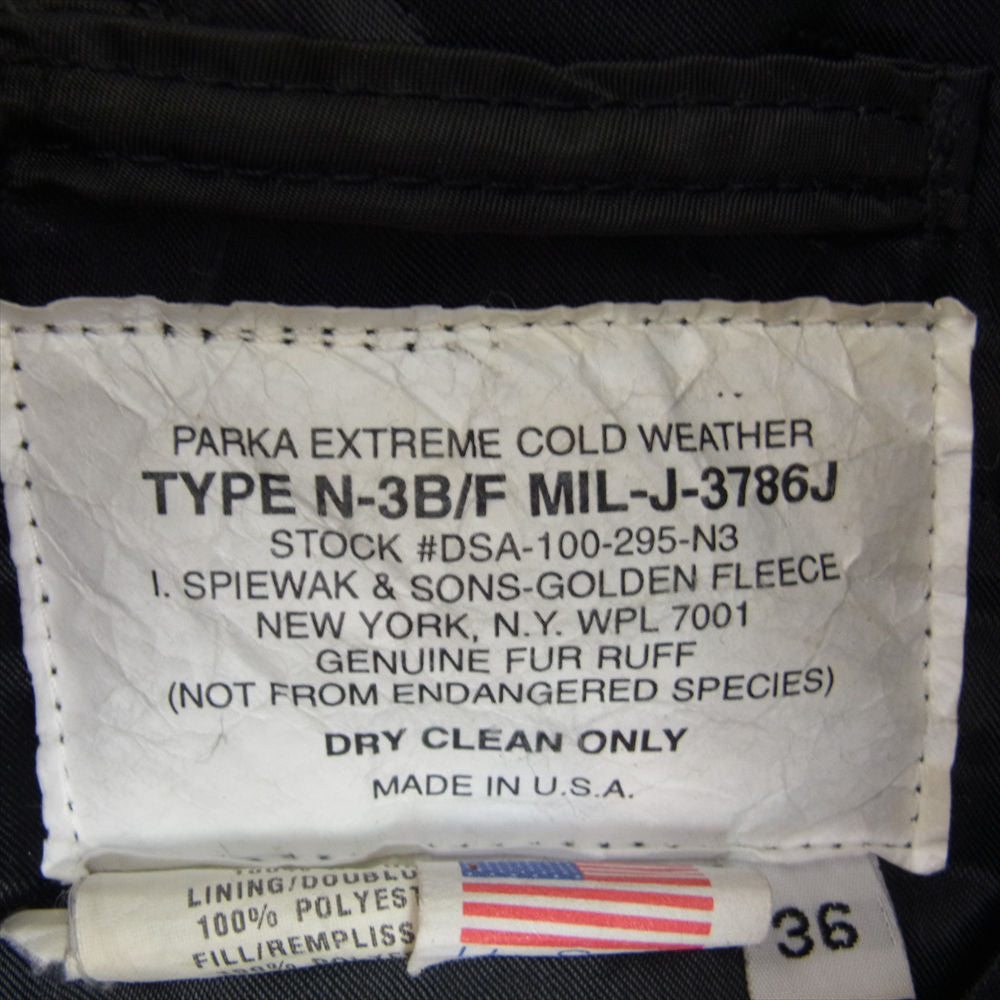 PARKA EXTREME COLD WEATHER
TYPE N-3B/F MIL-J-3786J
STOCK #DSA-100-295-N3
I. SPIEWAK & SONS-GOLDEN FLEECE
NEW YORK, N.Y. WPL 7001
GENUINE FUR RUFF
(NOT FROM ENDANGERED SPECIES)
DRY CLEAN ONLY
MADE IN U.S.A.
LINING/DOUBLU
100% POLYEST
FILL/REMPLISS
36